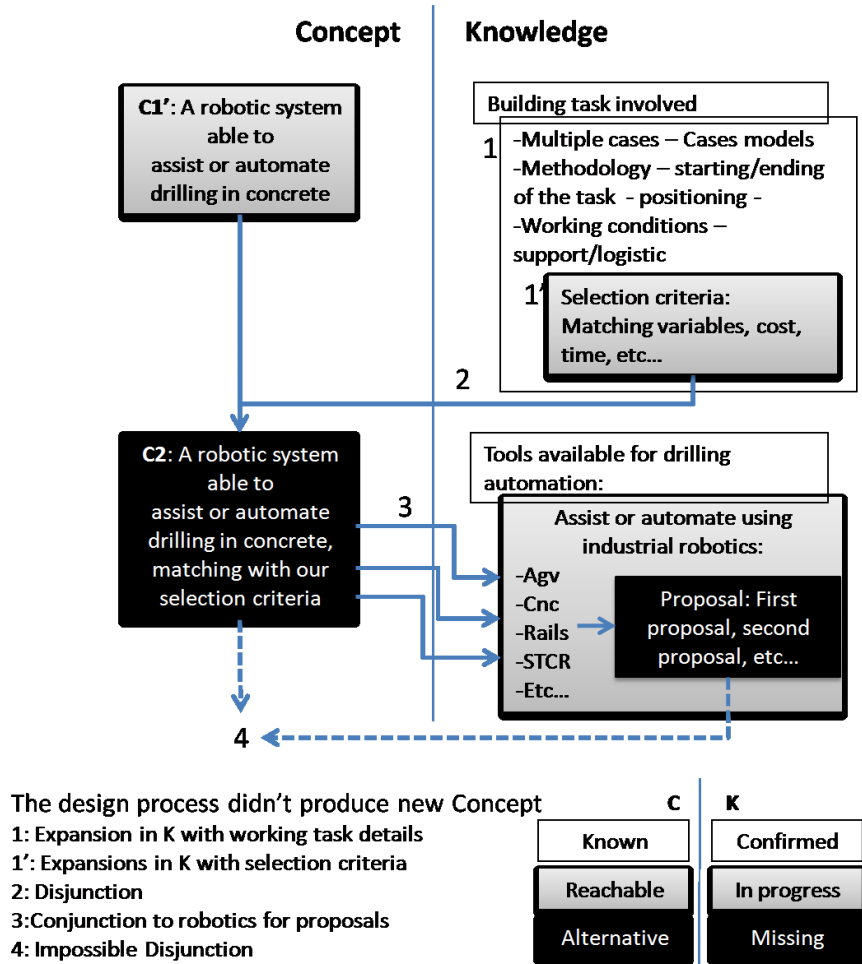 Concept
Knowledge
C1’: A robotic system
able to
assist or automate
drilling in concrete
Building task involved
1
-Multiple cases – Cases models
-Methodology – starting/ending
of the task - positioning -
-Working conditions –
support/logistic
1’
Selection criteria:
Matching variables, cost,
time, etc...
2
C2: A robotic system
able to
assist or automate
drilling in concrete,
matching with our
selection criteria
3
Tools available for drilling
automation:
Assist or automate using
industrial robotics:
-Agv
-Cnc
-Rails
-STCR
-Etc...
Proposal: First
proposal, second
proposal, etc...
4
The design process didn’t produce new Concept
1: Expansion in K with working task details
1’: Expansions in K with selection criteria
2: Disjunction
3:Conjunction to robotics for proposals
4: Impossible Disjunction
C
K
Known
Confirmed
Reachable
In progress
Alternative
Missing